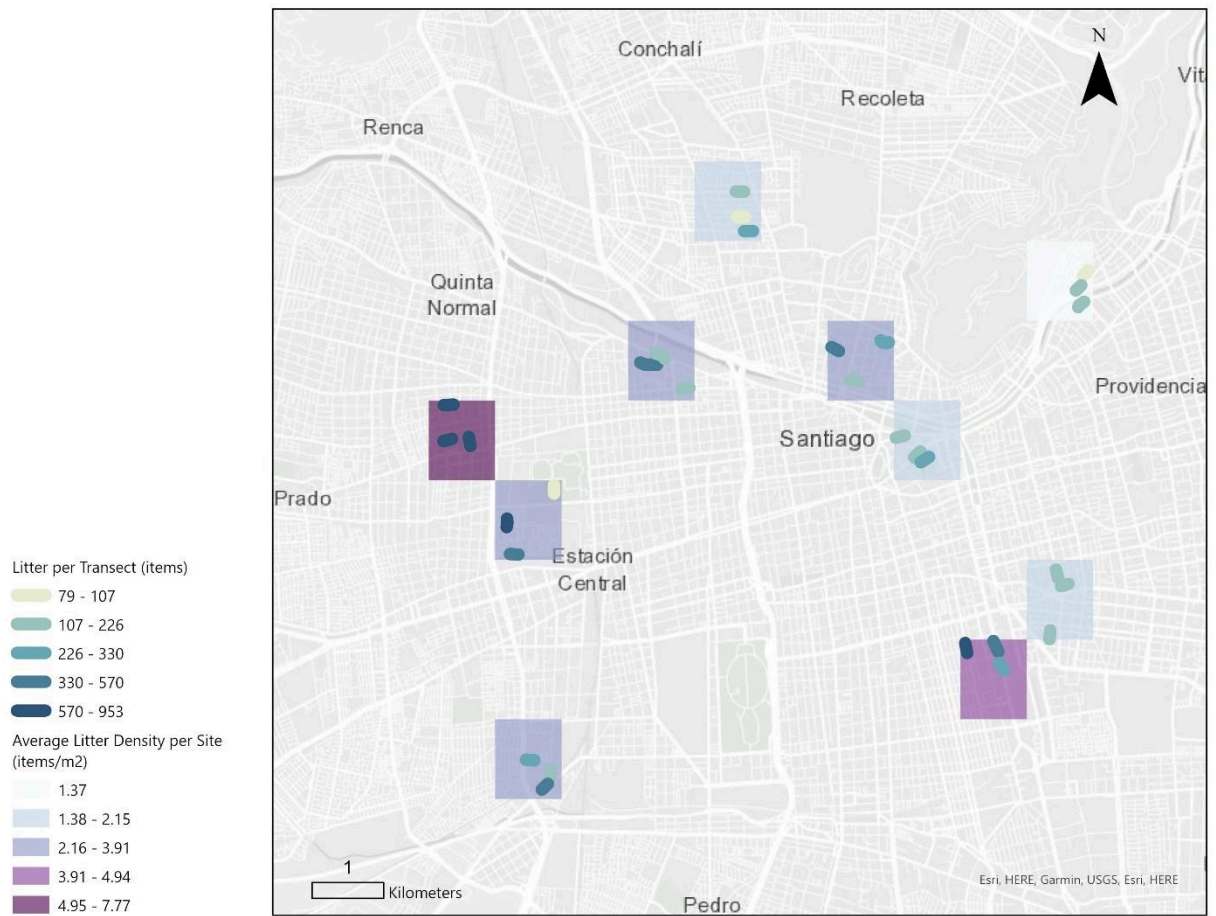 N
Conchalí
Vit
Recoleta
Renca
Quinta
Normal
Providencia
Santiago
Prado
Estación
Central
Litter per Transect (items)
79 - 107
107 - 226
226 - 330
330 - 570
570 - 953
Average Litter Density per Site
(items/m2)
1.37
1.38 - 2.15
2.16 - 3.91
3.91 - 4.94
4.95 - 7.77
1
Kilometers
Esri, HERE, Garmin, USGS, Esri, HERE
Pedro